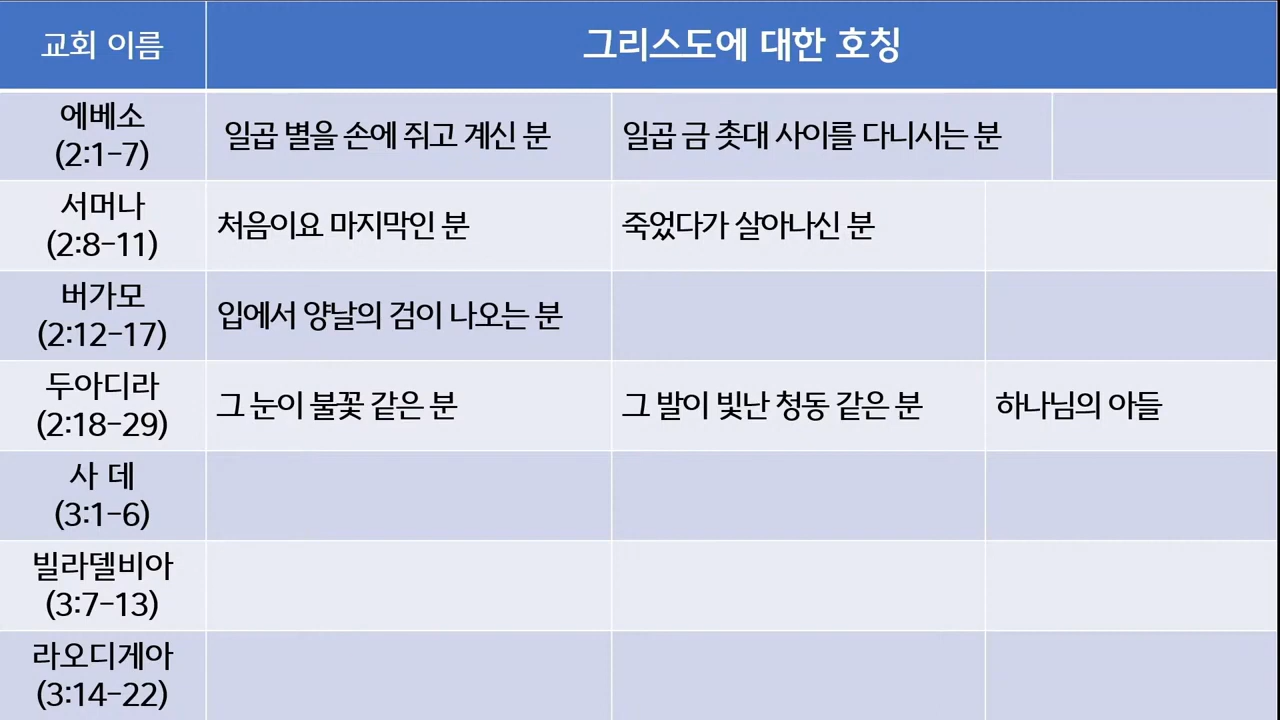 교회 이름
그리스도에 대한 호칭
에베소
(2:1-7)
일곱 별을 손에 쥐고 계신 분
일곱 금 촛대 사이를 다니시는 분
서머나
(2:8-11)
처음이요 마지막인 분
죽었다가 살아나신 분
버가모
(2:12-17)
입에서 양날의 검이 나오는 분
두아디라
(2:18-29)
그 눈이 불꽃 같은 분
그 발이 빛난 청동 같은 분
하나님의 아들
사 데
(3:1-6)
빌라델비아
(3:7-13)
라오디게아
(3:14-22)